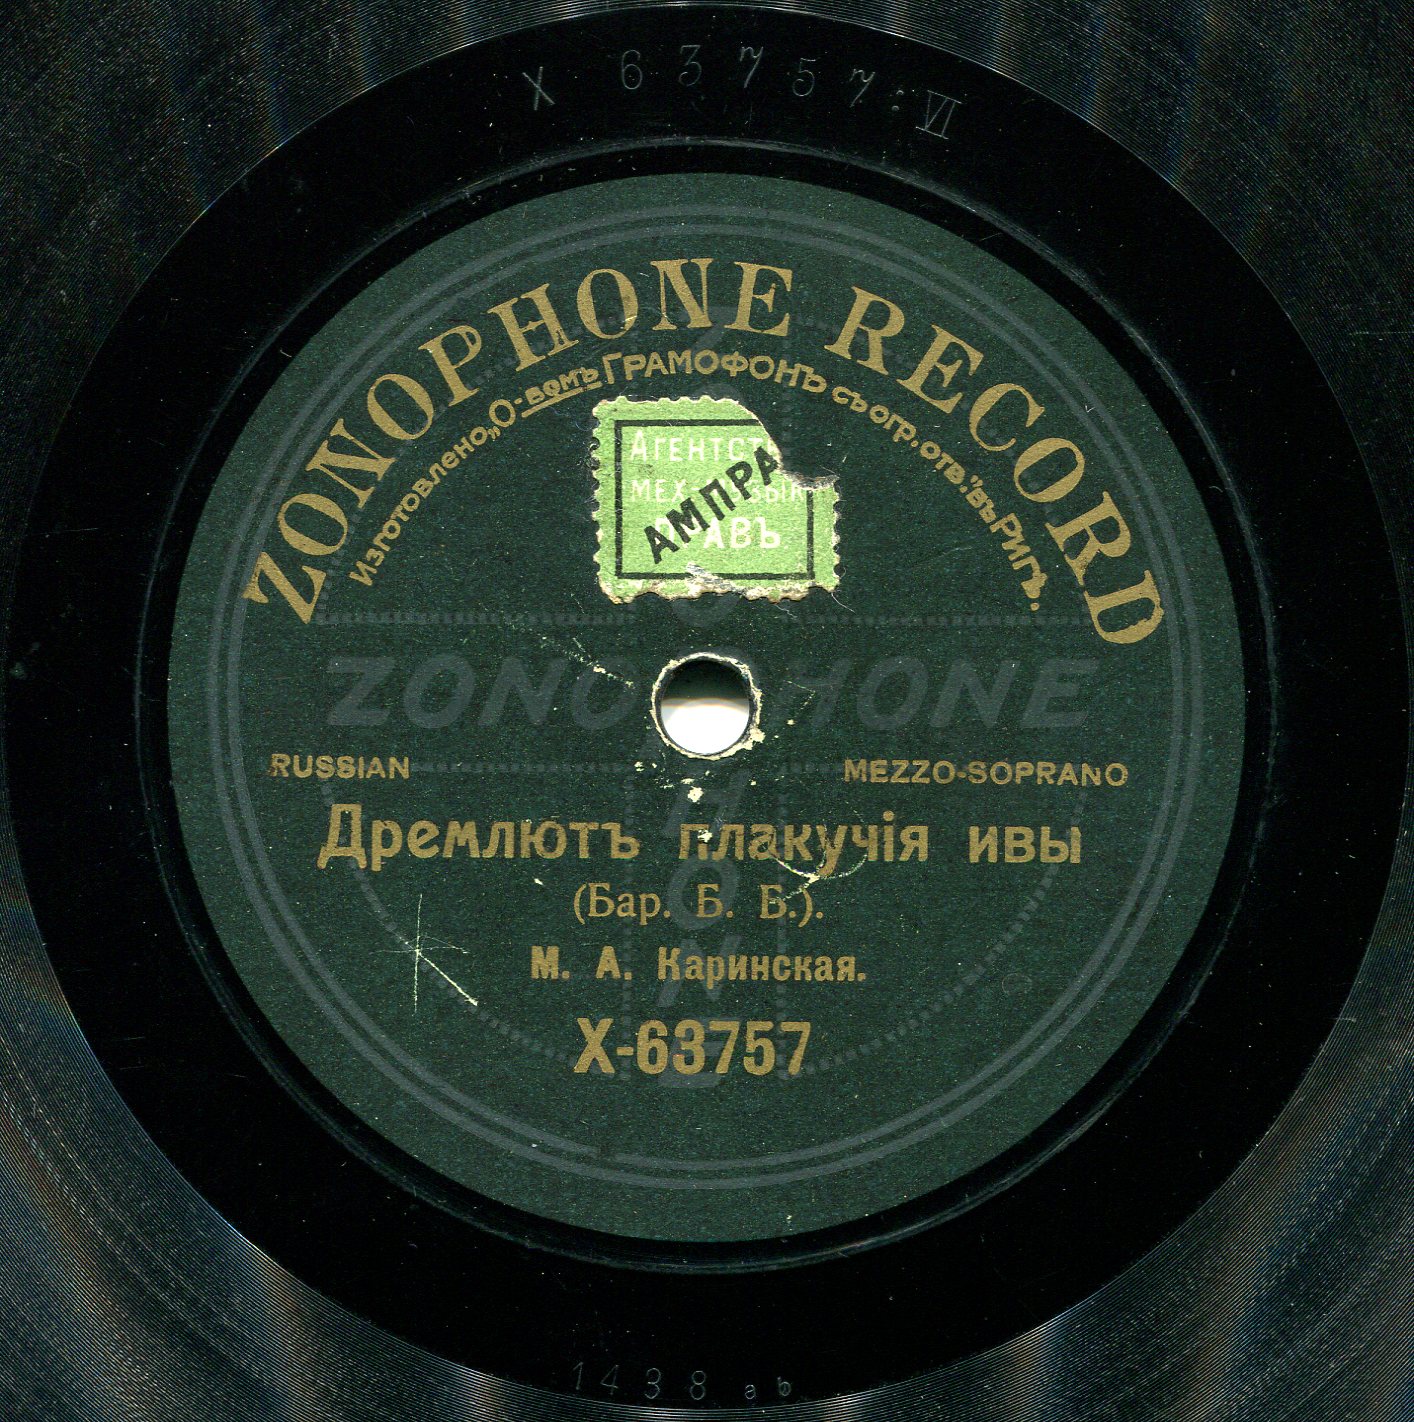 X 63757:VI
ZONOPHONE RECORD
Изготовлено „О-вомъ ГРАМОФОНЪ съ огр. отв." въ Ригѣ.
АМПРА
ZONOPHONE
RUSSIAN
MEZZO-SOPRANO
Дремлютъ плакучія ивы
(Бар. Б. Б.).
М. А. Каринская.
X-63757
1438 ab